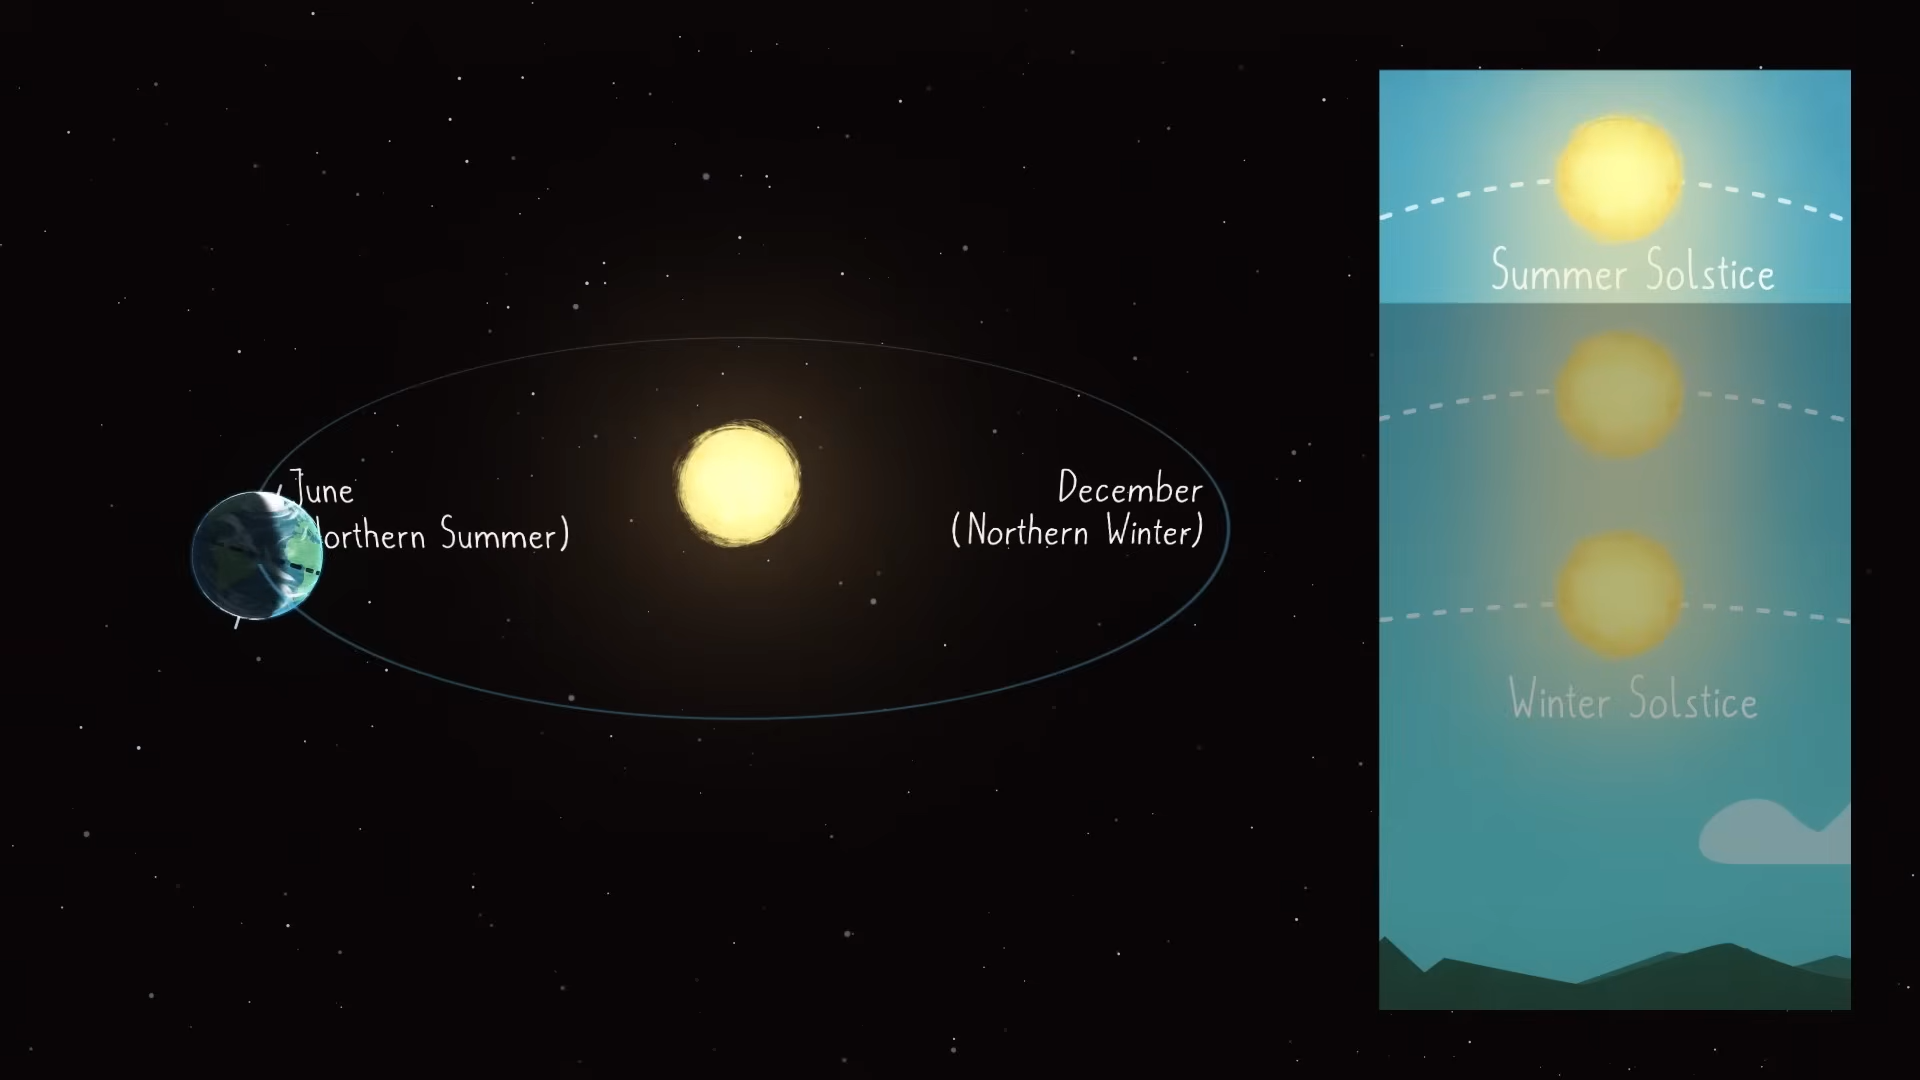 June
orthern Summer)
December
(Northern Winter)
Summer Solstice
Winter Solstice